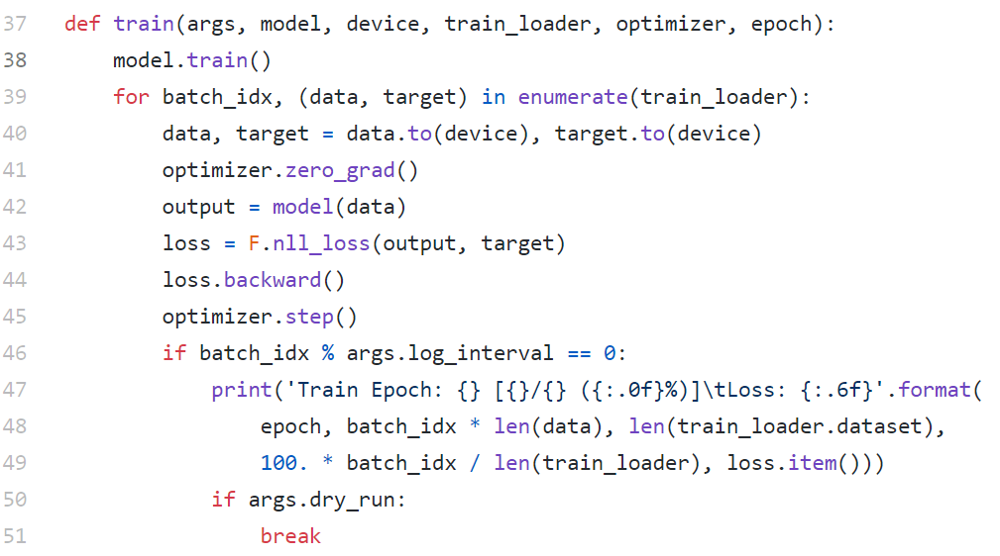 37 def train(args, model, device, train_loader, optimizer, epoch):
38     model.train()
39     for batch_idx, (data, target) in enumerate(train_loader):
40         data, target = data.to(device), target.to(device)
41         optimizer.zero_grad()
42         output = model(data)
43         loss = F.nll_loss(output, target)
44         loss.backward()
45         optimizer.step()
46         if batch_idx % args.log_interval == 0:
47             print('Train Epoch: {} [{}/{} ({:.0f}%)]\tLoss: {:.6f}'.format(
48                 epoch, batch_idx * len(data), len(train_loader.dataset),
49                 100. * batch_idx / len(train_loader), loss.item()))
50             if args.dry_run:
51                 break